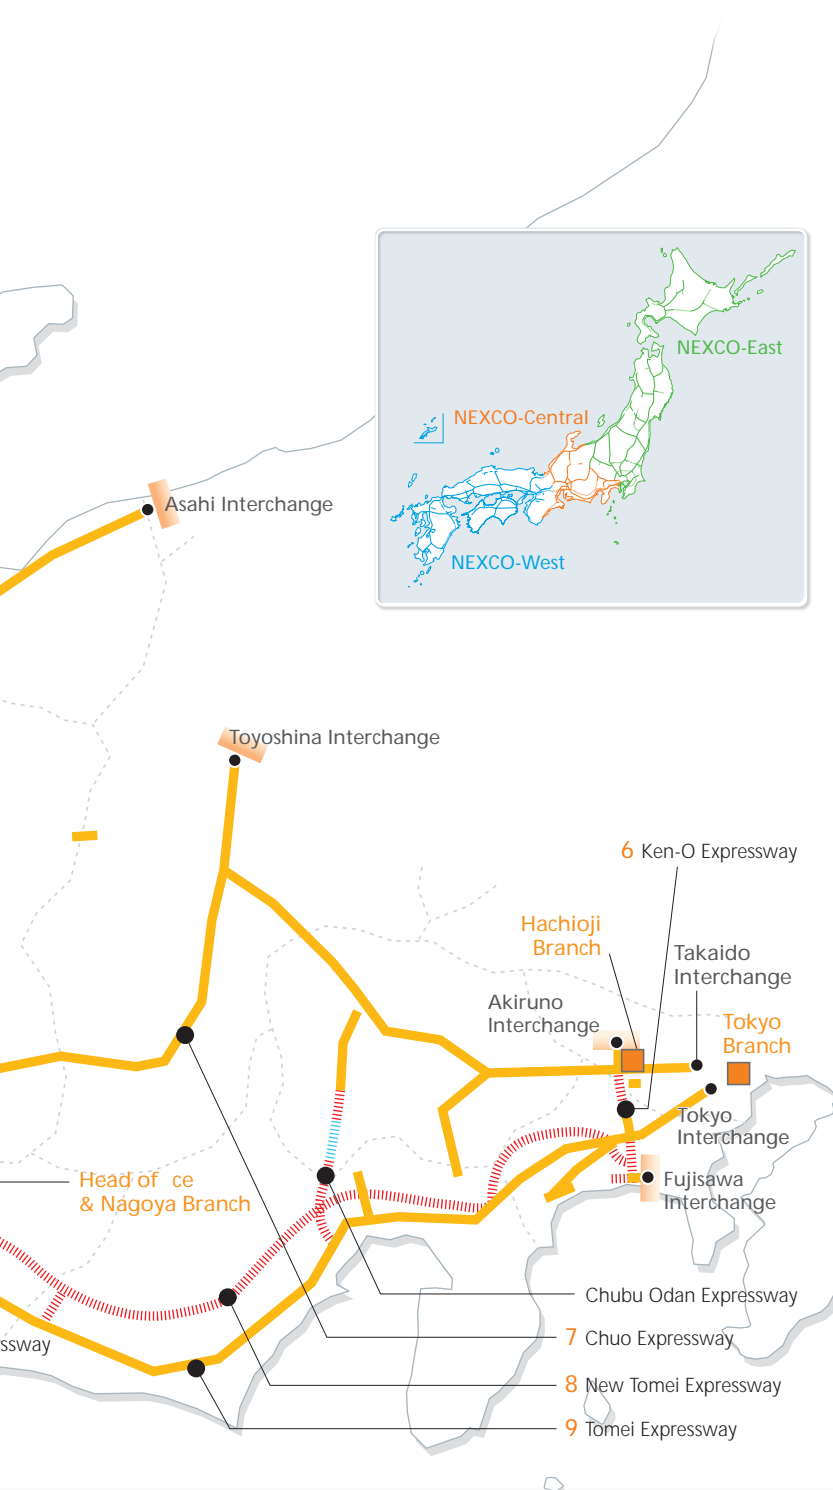 NEXCO-East
NEXCO-Central
NEXCO-West
Asahi Interchange
Toyoshina Interchange
6 Ken-O Expressway
Hachioji
Branch
Takaido
Interchange
Akiruno
Interchange
Tokyo
Branch
Tokyo
Interchange
Head of ce
& Nagoya Branch
Fujisawa
Interchange
Chubu Odan Expressway
7 Chuo Expressway
ssway
8 New Tomei Expressway
9 Tomei Expressway